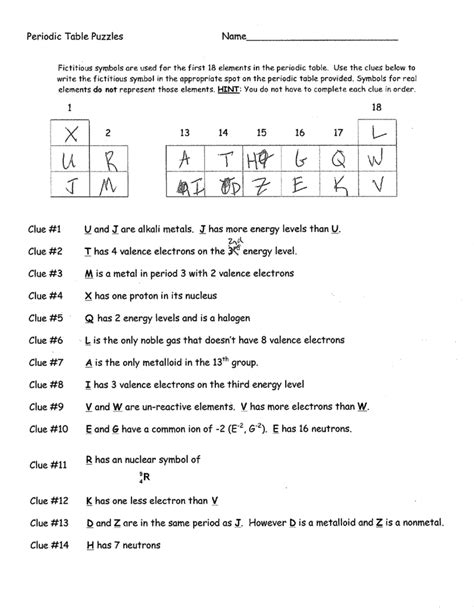 Periodic Table Puzzles Name
Fictitious symbols are used for the first 18 elements in the periodic table. Use the clues below to
write the fictitious symbol in the appropriate spot on the periodic table provided. Symbols for real
elements do not represent those elements. HINT: You do not have to complete each clue in order.
1 18
X 2 13 14 15 16 17 L
U R A T H G Q W
J M I D Z E K V
Clue #1 U and J are alkali metals. J has more energy levels than U.
2nd
Clue #2 T has 4 valence electrons on the energy level.
Clue #3 M is a metal in period 3 with 2 valence electrons
Clue #4 X has one proton in its nucleus
Clue #5 Q has 2 energy levels and is a halogen
Clue #6 L is the only noble gas that doesn't have 8 valence electrons
Clue #7 A is the only metalloid in the 13th group.
Clue #8 I has 3 valence electrons on the third energy level
Clue #9 V and W are un-reactive elements. V has more electrons than W.
Clue #10 E and G have a common ion of -2 (E-2, G-2). E has 16 neutrons.
Clue #11 R has an nuclear symbol of
9 4 R
Clue #12 K has one less electron than V
Clue #13 D and Z are in the same period as J. However D is a metalloid and Z is a nonmetal.
Clue #14 H has 7 neutrons